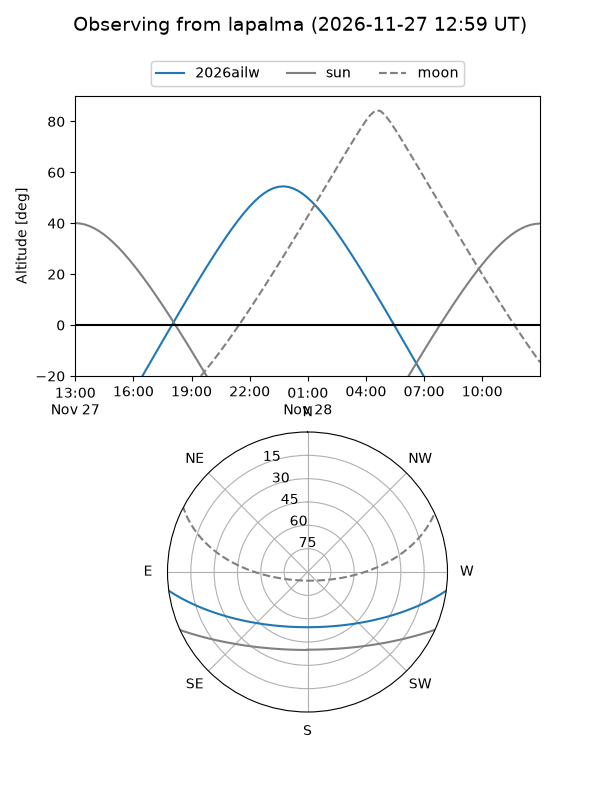 Observing from lapalma (2026-11-27 12:59 UT)
2026ailw sun moon
80
60
40
20
0
−20
Altitude [deg]
13:00 16:00 19:00 22:00 01:00 04:00 07:00 10:00
Nov 27 Nov 28
N
NE NW
15
30
45
60
75
E W
SE SW
S